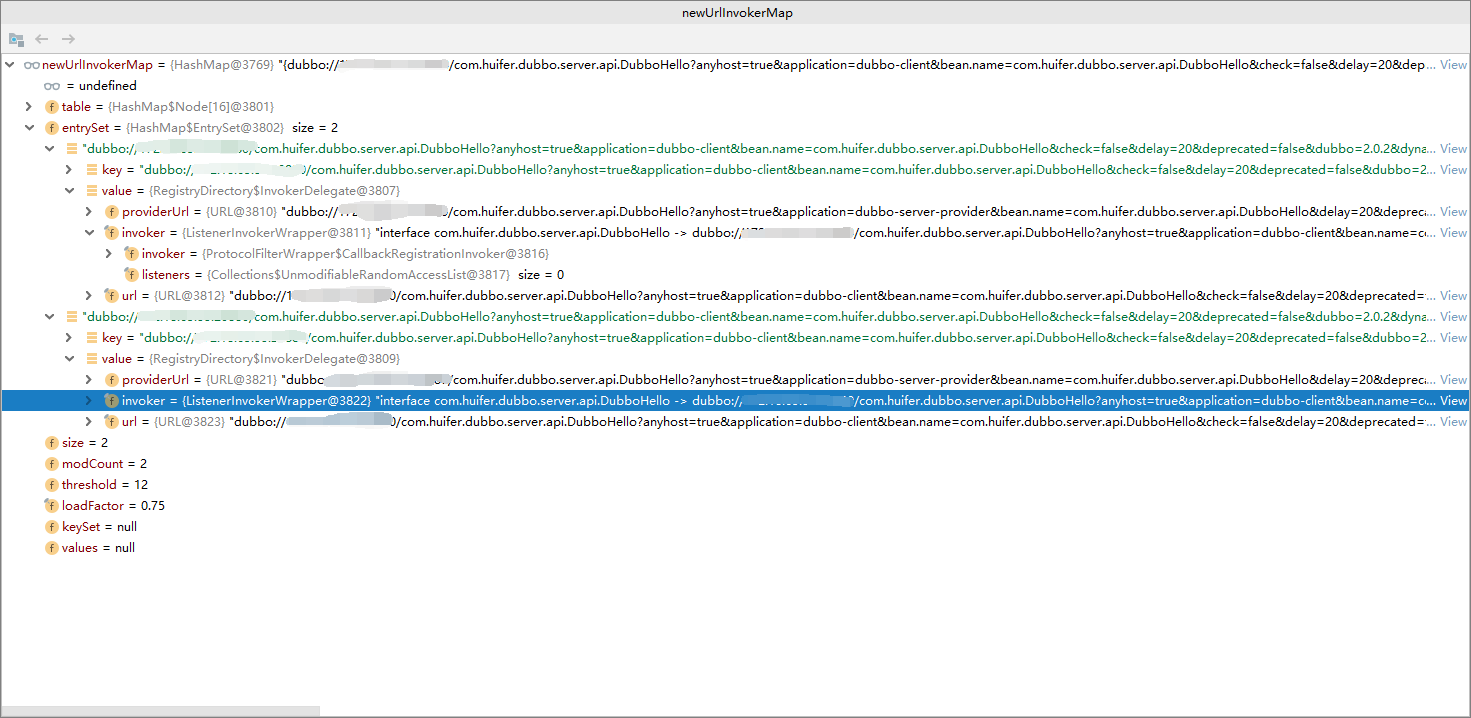 newUrlInvokerMap
newUrlInvokerMap = {HashMap@3769} "{dubbo:// /com.huifer.dubbo.server.api.DubboHello?anyhost=true&application=dubbo-client&bean.name=com.huifer.dubbo.server.api.DubboHello&check=false&delay=20&dep... View
= undefined
table = {HashMap$Node[16]@3801}
entrySet = {HashMap$EntrySet@3802} size = 2
"dubbo:// /com.huifer.dubbo.server.api.DubboHello?anyhost=true&application=dubbo-client&bean.name=com.huifer.dubbo.server.api.DubboHello&check=false&delay=20&deprecated=false&dubbo=2.0.2&dyna... View
key = "dubbo:// /com.huifer.dubbo.server.api.DubboHello?anyhost=true&application=dubbo-client&bean.name=com.huifer.dubbo.server.api.DubboHello&check=false&delay=20&deprecated=false&dubbo=2... View
value = {RegistryDirectory$InvokerDelegate@3807}
providerUrl = {URL@3810} "dubbo:// /com.huifer.dubbo.server.api.DubboHello?anyhost=true&application=dubbo-server-provider&bean.name=com.huifer.dubbo.server.api.DubboHello&delay=20&depreca... View
invoker = {ListenerInvokerWrapper@3811} "interface com.huifer.dubbo.server.api.DubboHello -> dubbo:// /com.huifer.dubbo.server.api.DubboHello?anyhost=true&application=dubbo-client&bean.name=co... View
invoker = {ProtocolFilterWrapper$CallbackRegistrationInvoker@3816}
listeners = {Collections$UnmodifiableRandomAccessList@3817} size = 0
url = {URL@3812} "dubbo://1 0/com.huifer.dubbo.server.api.DubboHello?anyhost=true&application=dubbo-client&bean.name=com.huifer.dubbo.server.api.DubboHello&check=false&delay=20&deprecated=... View
"dubbo:// /com.huifer.dubbo.server.api.DubboHello?anyhost=true&application=dubbo-client&bean.name=com.huifer.dubbo.server.api.DubboHello&check=false&delay=20&deprecated=false&dubbo=2.0.2&dyna... View
key = "dubbo:// /com.huifer.dubbo.server.api.DubboHello?anyhost=true&application=dubbo-client&bean.name=com.huifer.dubbo.server.api.DubboHello&check=false&delay=20&deprecated=false&dubbo=2... View
value = {RegistryDirectory$InvokerDelegate@3809}
providerUrl = {URL@3821} "dubbo /com.huifer.dubbo.server.api.DubboHello?anyhost=true&application=dubbo-server-provider&bean.name=com.huifer.dubbo.server.api.DubboHello&delay=20&depreca... View
invoker = {ListenerInvokerWrapper@3822} "interface com.huifer.dubbo.server.api.DubboHello -> dubbo:// /com.huifer.dubbo.server.api.DubboHello?anyhost=true&application=dubbo-client&bean.name=co... View
url = {URL@3823} "dubbo:// 0/com.huifer.dubbo.server.api.DubboHello?anyhost=true&application=dubbo-client&bean.name=com.huifer.dubbo.server.api.DubboHello&check=false&delay=20&deprecated=... View
size = 2
modCount = 2
threshold = 12
loadFactor = 0.75
keySet = null
values = null